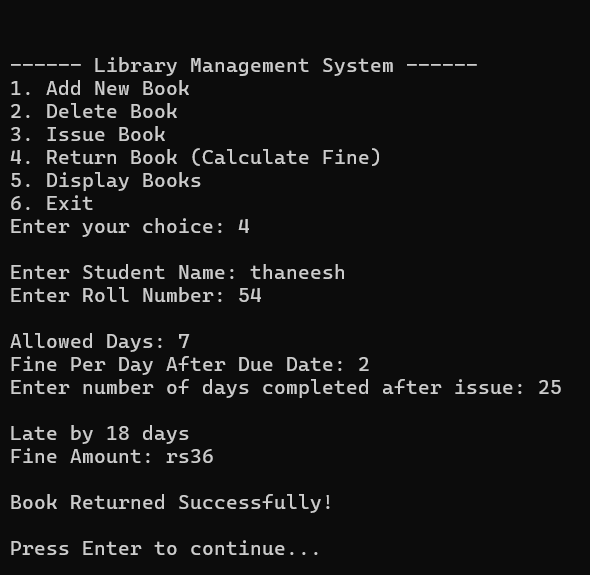 ------ Library Management System ------
1. Add New Book
2. Delete Book
3. Issue Book
4. Return Book (Calculate Fine)
5. Display Books
6. Exit
Enter your choice: 4
Enter Student Name: thaneesh
Enter Roll Number: 54
Allowed Days: 7
Fine Per Day After Due Date: 2
Enter number of days completed after issue: 25
Late by 18 days
Fine Amount: rs36
Book Returned Successfully!
Press Enter to continue...